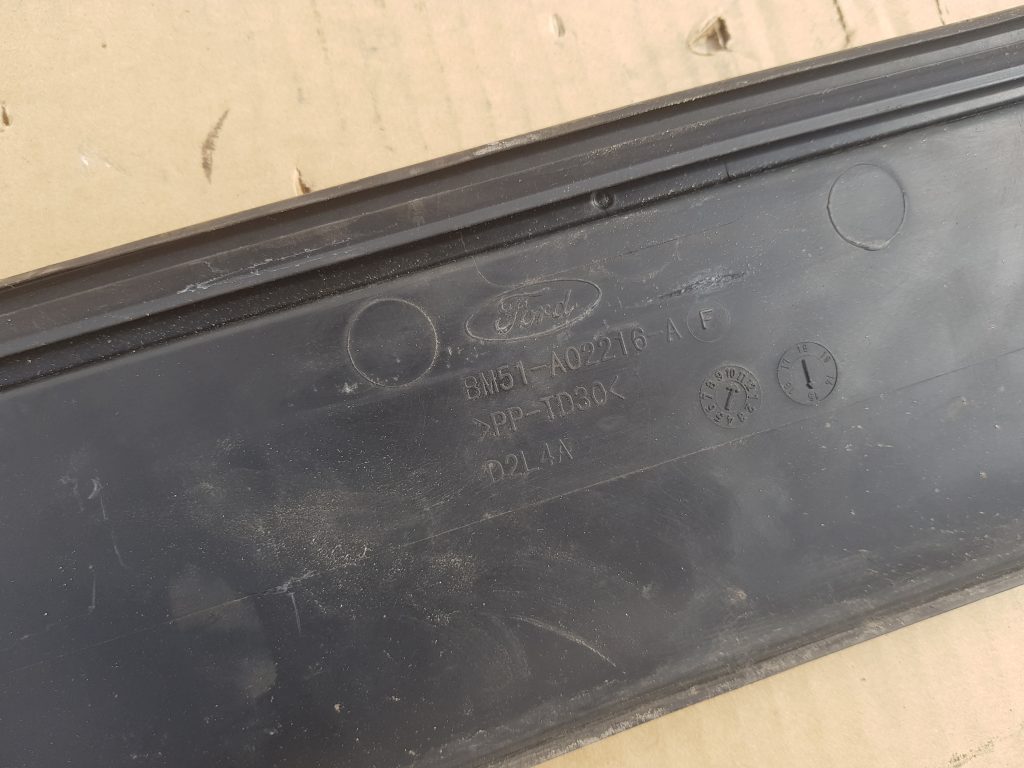 Ford
BM51-A02216-A F
>PP-TD30<
D2L4A